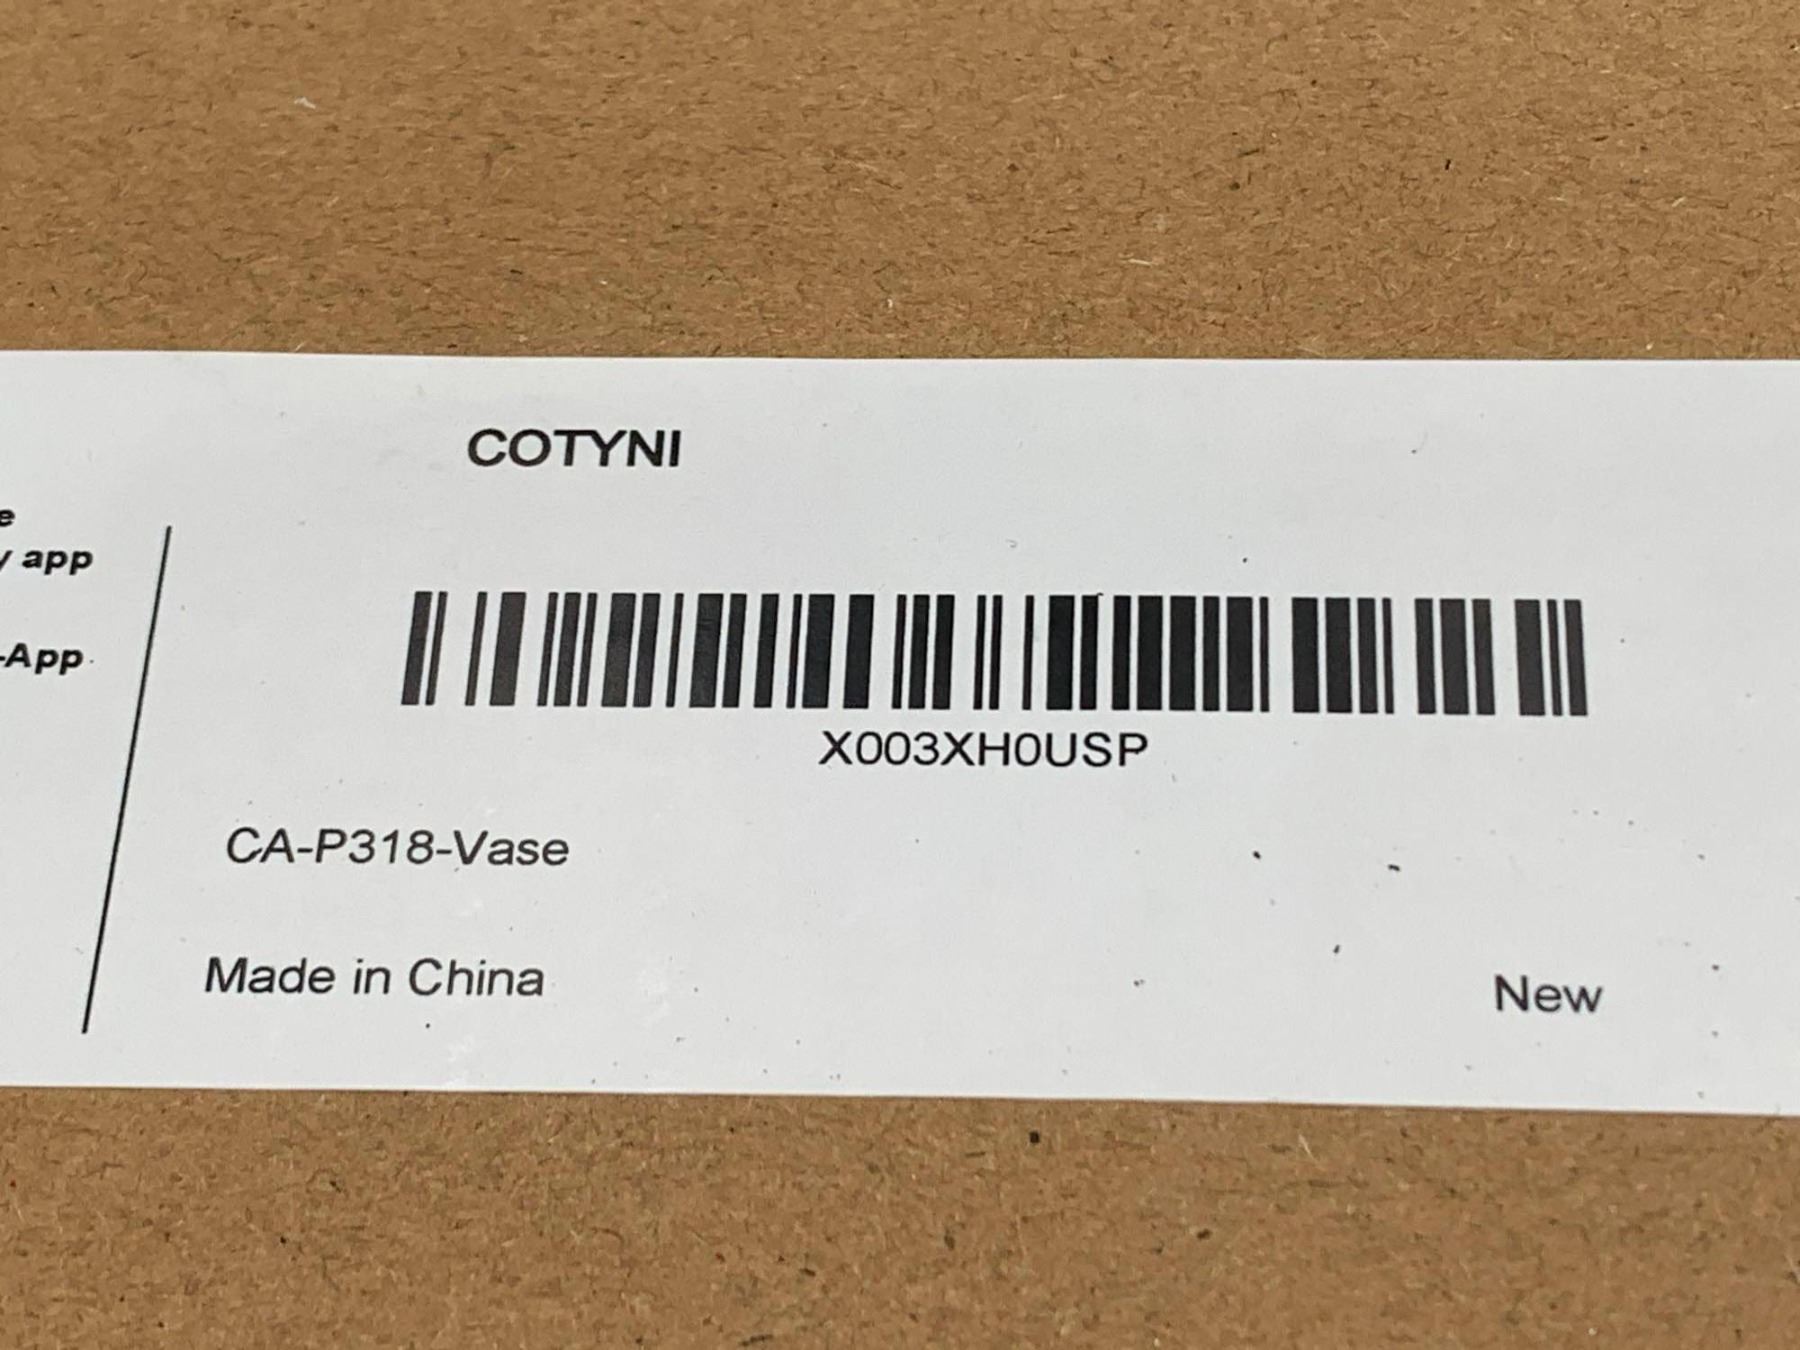 COTYNI
app
-App
X003XH0USP
CA-P318-Vase
Made in China
New